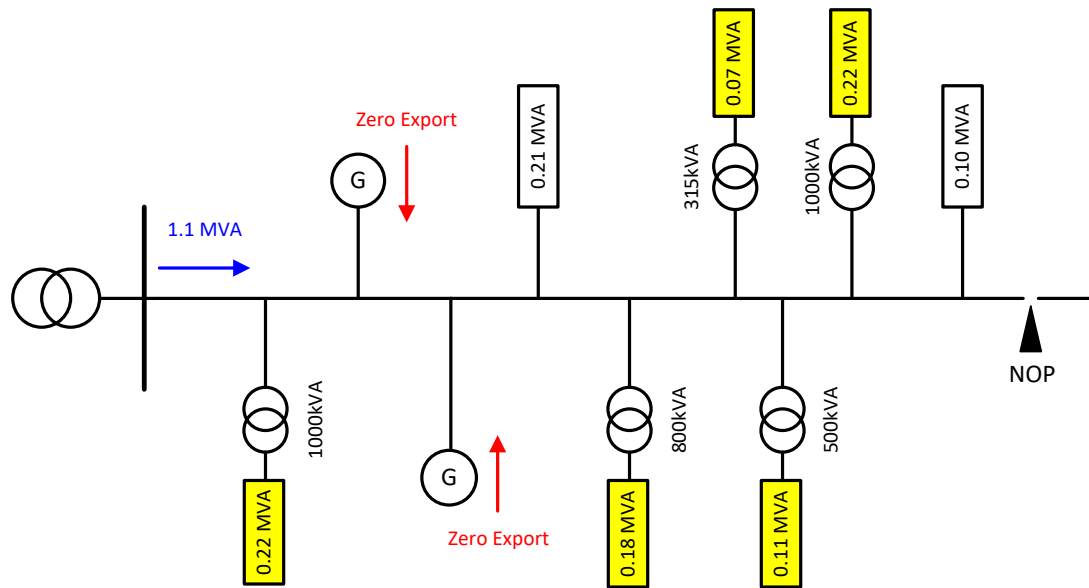 0.07 MVA
0.22 MVA
Zero Export
0.21 MVA
0.10 MVA
315kVA
1000kVA
G
1.1 MVA
NOP
1000kVA
800kVA
500kVA
G
0.22 MVA
0.18 MVA
0.11 MVA
Zero Export